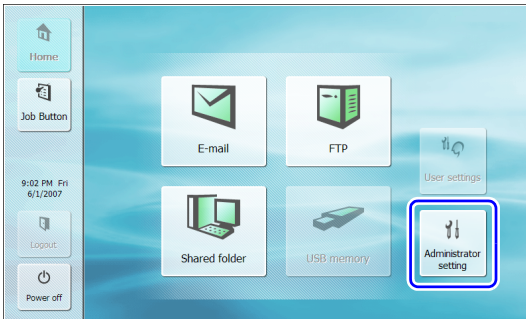 Home
Job Button
9:02 PM Fri
6/1/2007
Logout
Power off
E-mail
FTP
Shared folder
USB memory
User settings
Administrator
setting